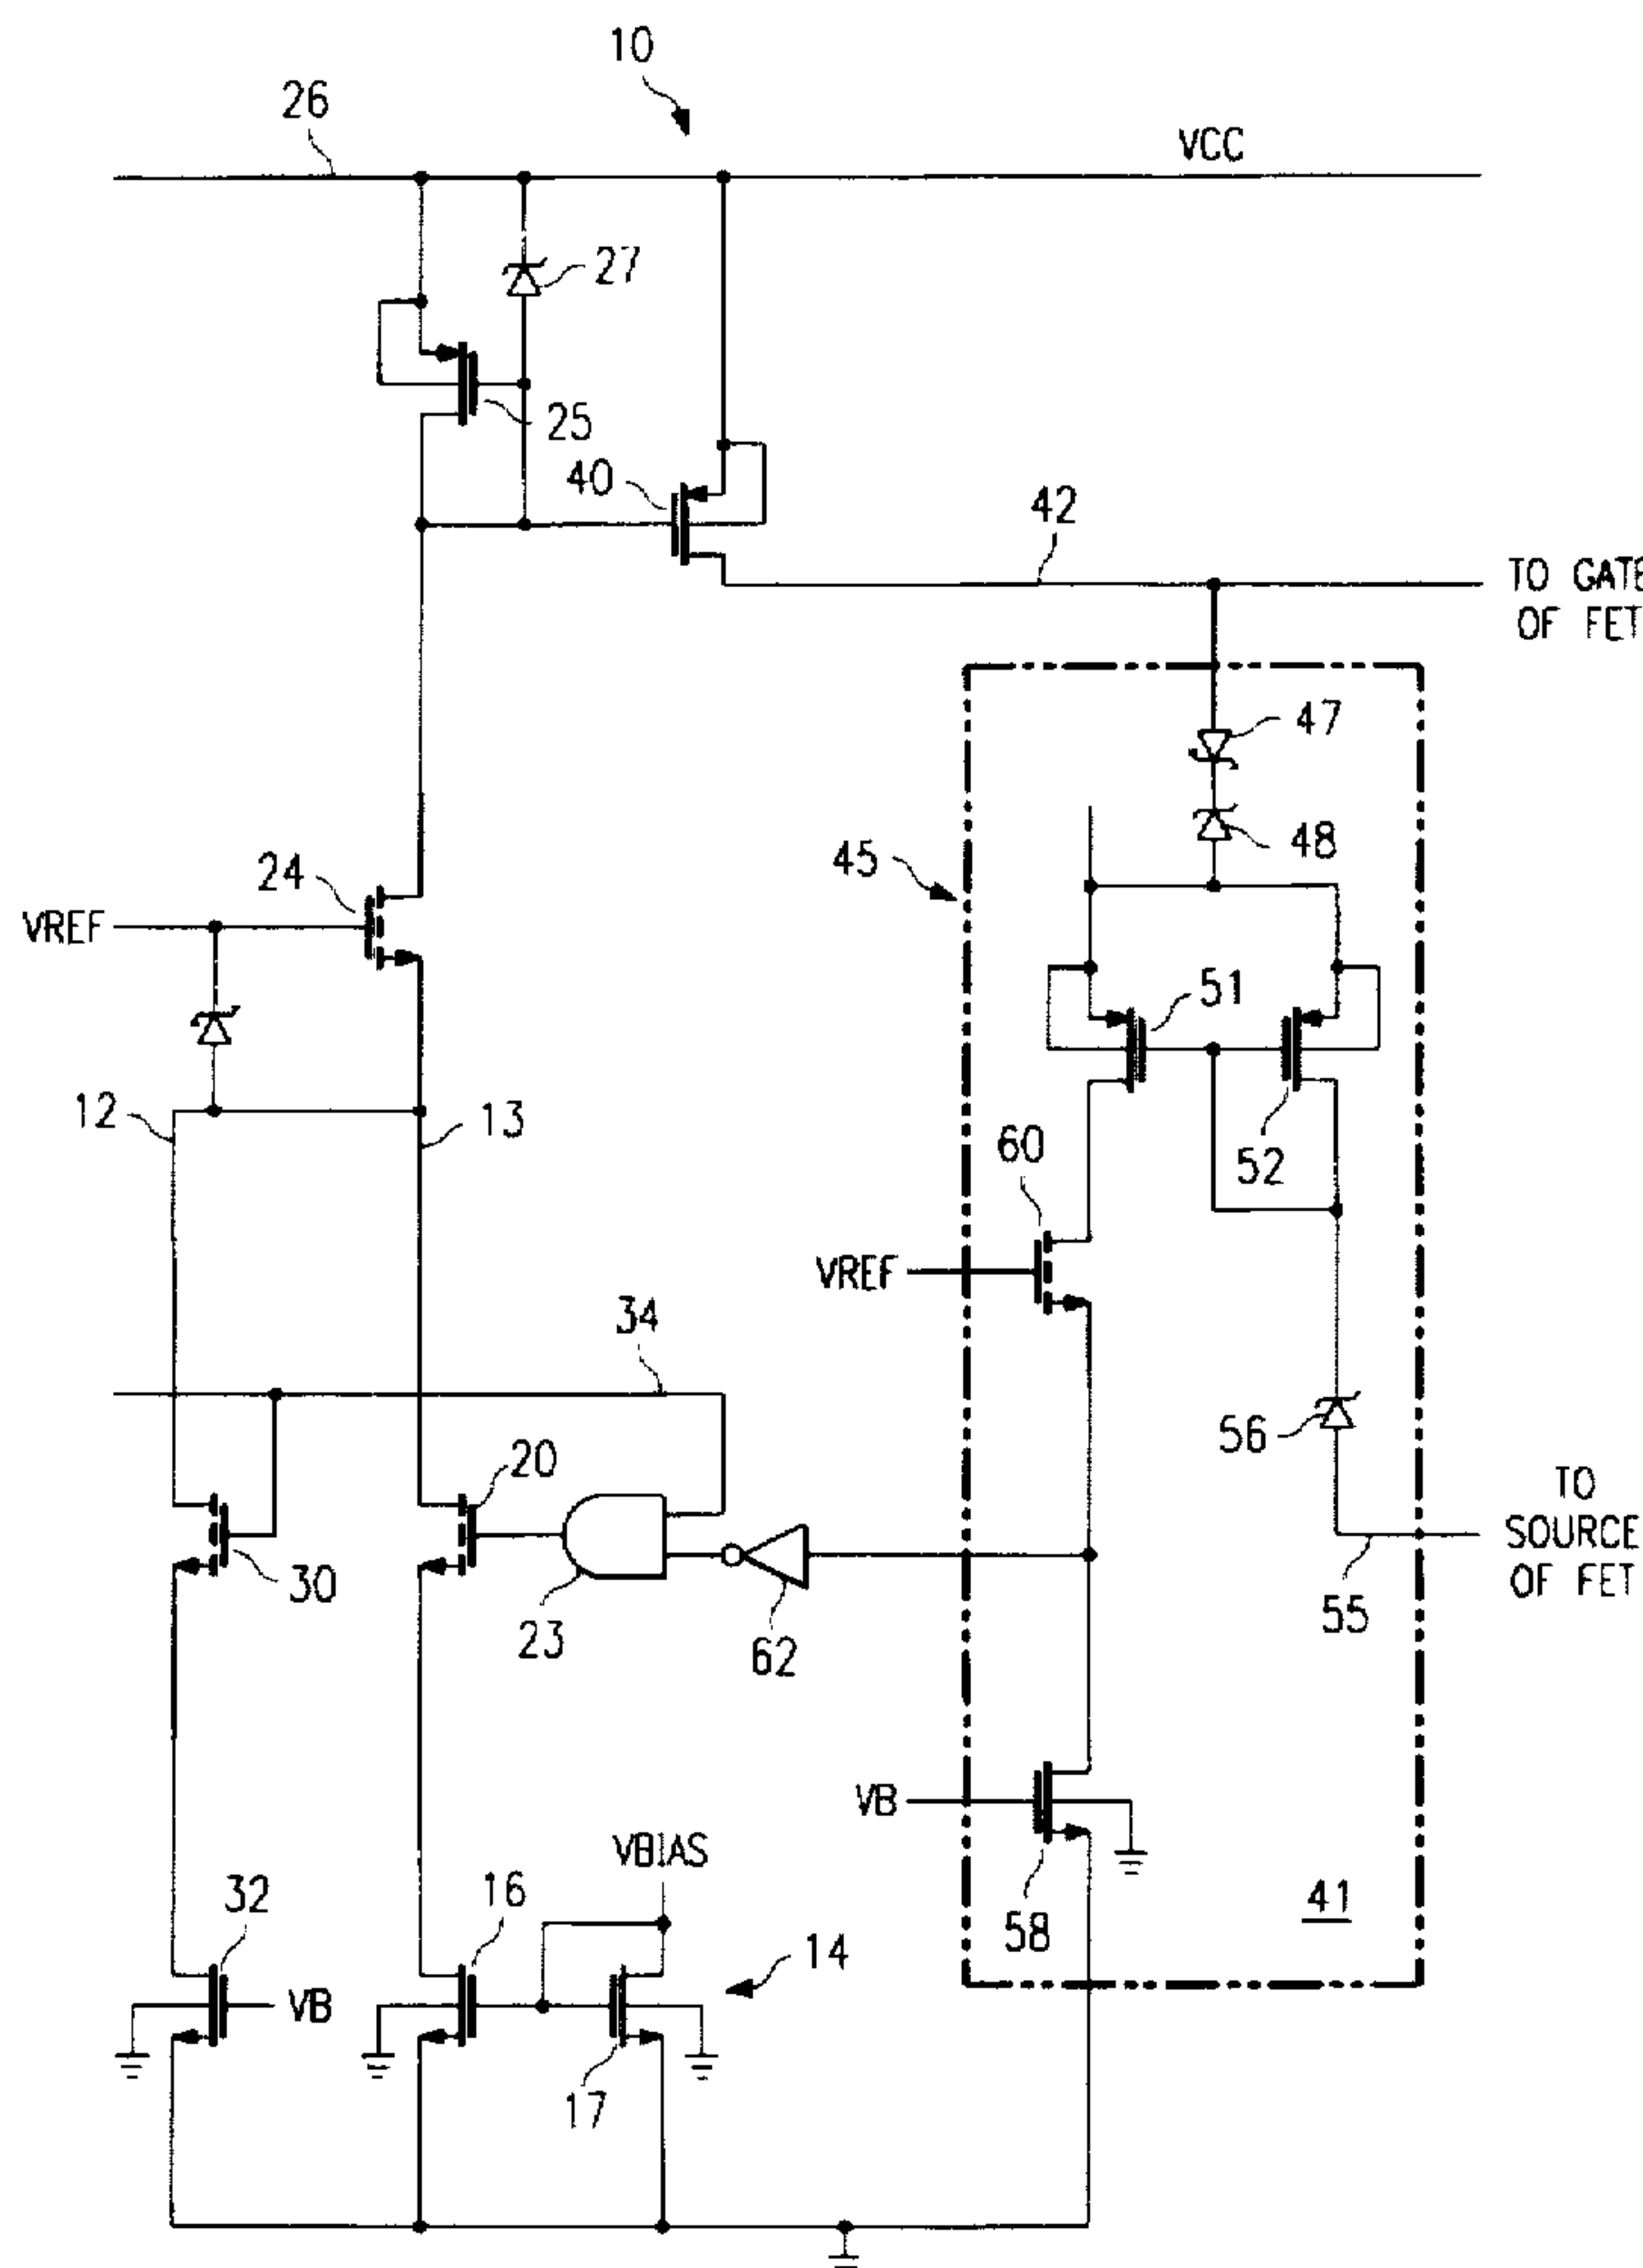 10
26
VCC
27
25
40
42
TO GATE
OF FET
47
48
45
24
VREF
51
12
13
60
52
VREF
34
56
20
TO
SOURCE
OF FET
30
23
62
55
VB
VBIAS
16
32
58
41
14
VB
17